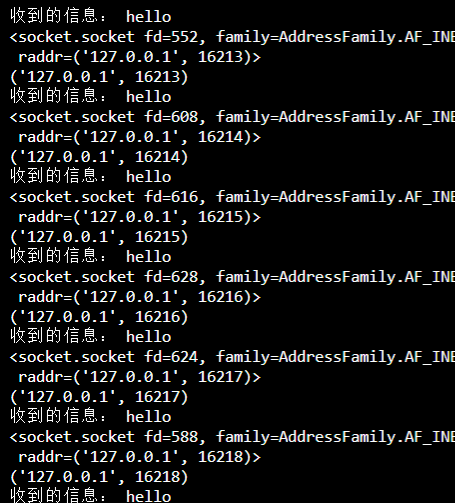 收到的信息： hello
<socket.socket fd=552, family=AddressFamily.AF_INE
raddr=('127.0.0.1', 16213)>
('127.0.0.1', 16213)
收到的信息： hello
<socket.socket fd=608, family=AddressFamily.AF_INE
raddr=('127.0.0.1', 16214)>
('127.0.0.1', 16214)
收到的信息： hello
<socket.socket fd=616, family=AddressFamily.AF_INE
raddr=('127.0.0.1', 16215)>
('127.0.0.1', 16215)
收到的信息： hello
<socket.socket fd=628, family=AddressFamily.AF_INE
raddr=('127.0.0.1', 16216)>
('127.0.0.1', 16216)
收到的信息： hello
<socket.socket fd=624, family=AddressFamily.AF_INE
raddr=('127.0.0.1', 16217)>
('127.0.0.1', 16217)
收到的信息： hello
<socket.socket fd=588, family=AddressFamily.AF_INE
raddr=('127.0.0.1', 16218)>
('127.0.0.1', 16218)
收到的信息： hello